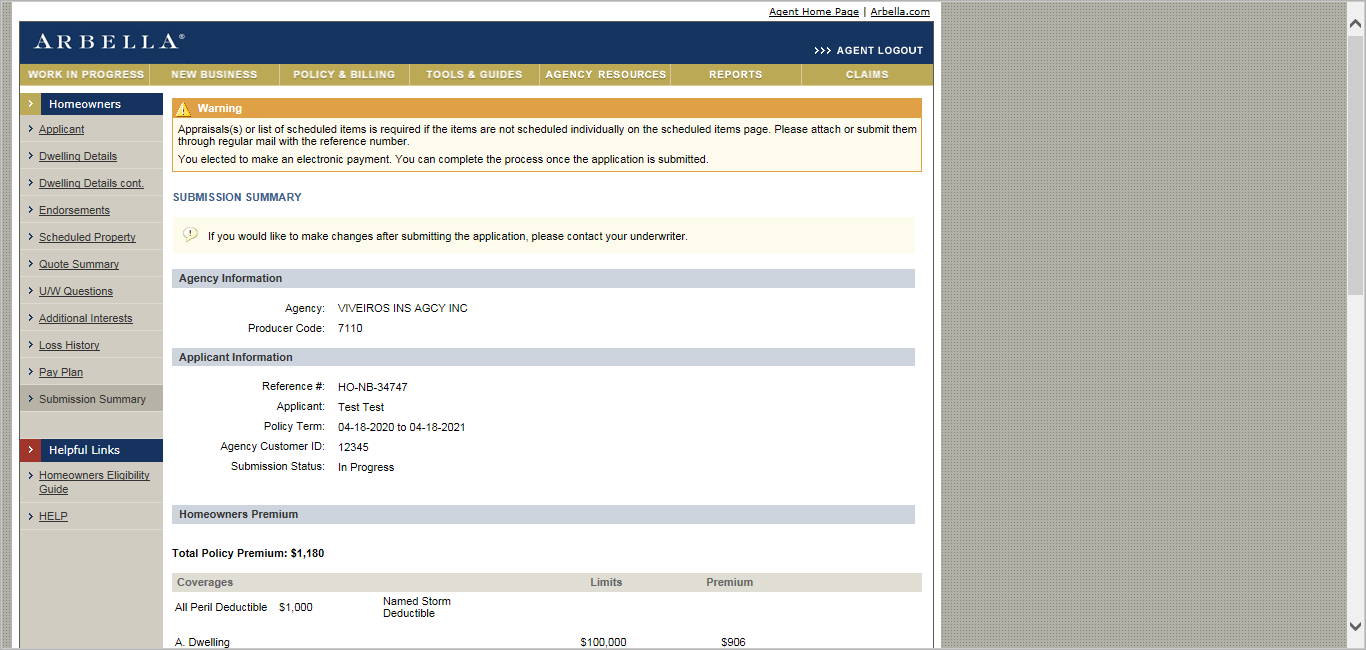 Agent Home Page | Arbella.com
ARBELLA®
>>> AGENT LOGOUT
WORK IN PROGRESS NEW BUSINESS POLICY & BILLING TOOLS & GUIDES AGENCY RESOURCES REPORTS CLAIMS
Homeowners
Applicant
Dwelling Details
Dwelling Details cont.
Endorsements
Scheduled Property
Quote Summary
U/W Questions
Additional Interests
Loss History
Pay Plan
Submission Summary
Helpful Links
Homeowners Eligibility
Guide
HELP
Warning
Appraisals(s) or list of scheduled items is required if the items are not scheduled individually on the scheduled items page. Please attach or submit them
through regular mail with the reference number.
You elected to make an electronic payment. You can complete the process once the application is submitted.
SUBMISSION SUMMARY
If you would like to make changes after submitting the application, please contact your underwriter.
Agency Information
Agency: VIVEIROS INS AGCY INC
Producer Code: 7110
Applicant Information
Reference #: HO-NB-34747
Applicant: Test Test
Policy Term: 04-18-2020 to 04-18-2021
Agency Customer ID: 12345
Submission Status: In Progress
Homeowners Premium
Total Policy Premium: $1,180
Coverages Limits Premium
All Peril Deductible $1,000 Named Storm
Deductible
A. Dwelling $100,000 $906